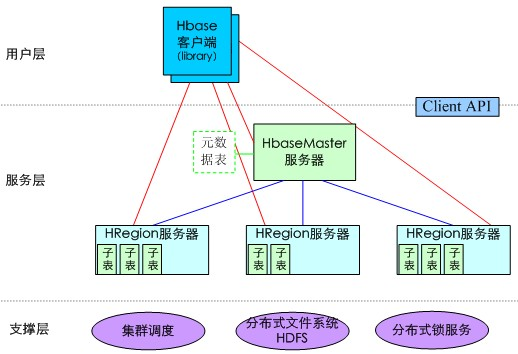 Hbase
客户端
(library)
用户层
Client API
元数
据表
HbaseMaster
服务器
服务层
HRegion服务器
子表
子表
子表
HRegion服务器
子表
子表
HRegion服务器
子表
子表
子表
支撑层
集群调度
分布式文件系统
HDFS
分布式锁服务